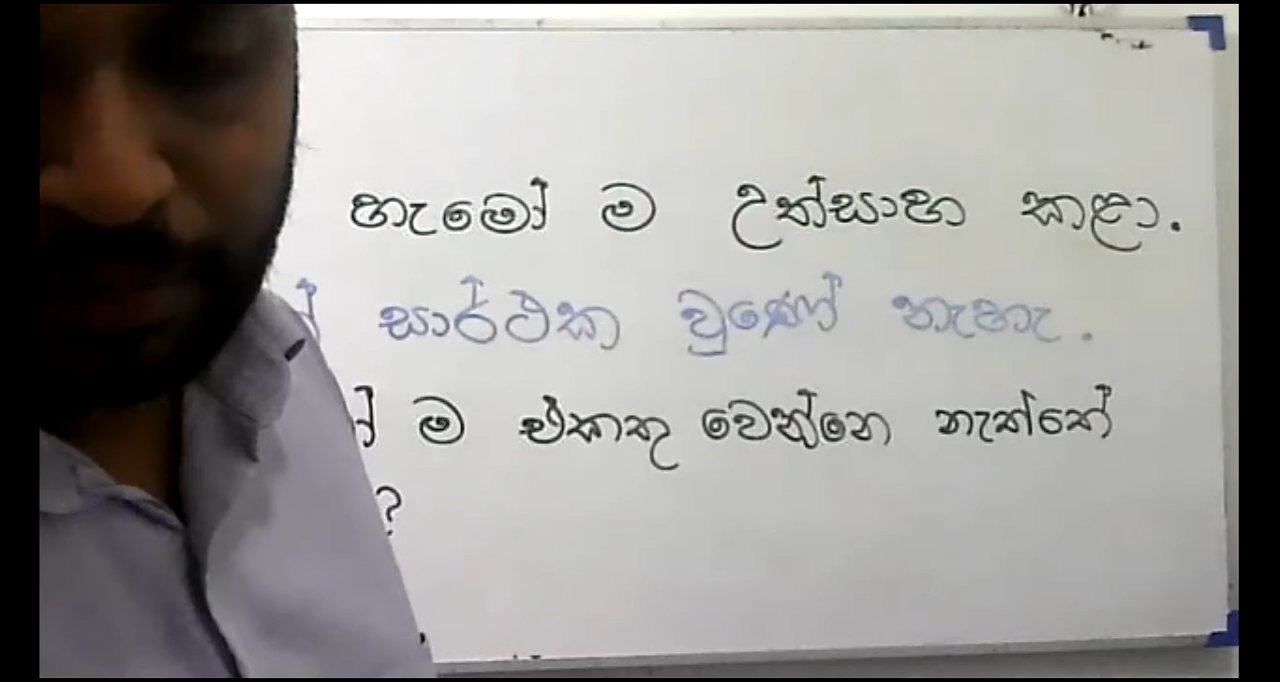 හැමෝ ම උත්සාහ කළා.
සාර්ථක වුණේ නැහැ.
ම එකතු වෙන්නෙ නැත්තේ
?